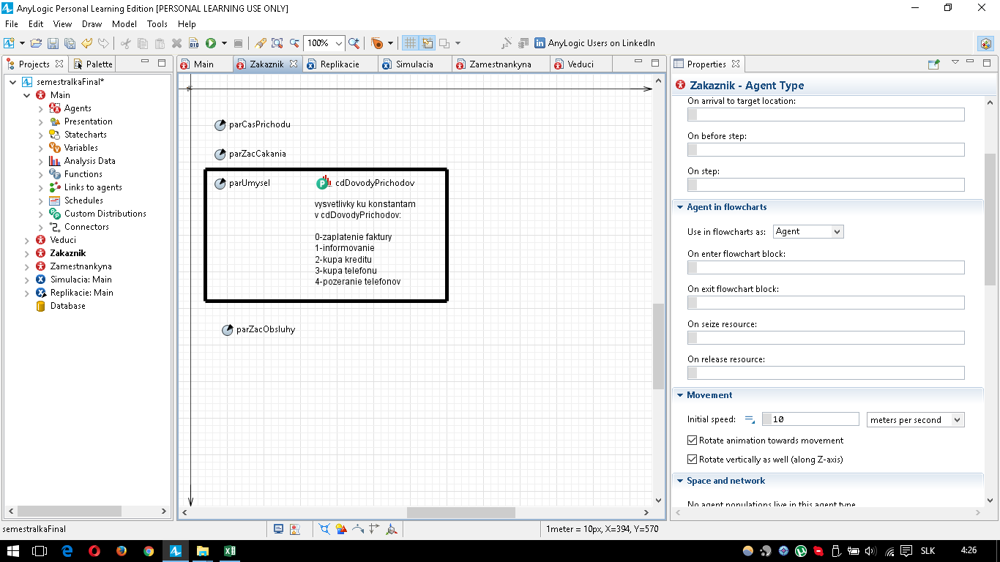 AnyLogic Personal Learning Edition [PERSONAL LEARNING USE ONLY]
File Edit View Draw Model Tools Help
100% AnyLogic Users on LinkedIn
Projects Palette
semestralkaFinal*
Main
Agents
Presentation
Statecharts
Variables
Analysis Data
Functions
Links to agents
Schedules
Custom Distributions
Connectors
Veduci
Zakaznik
Zamestnankyna
Simulacia: Main
Replikacie: Main
Database
Main Zakaznik Replikacie Simulacia Zamestnankyna Veduci
parCasPrichodu
parZacCakania
parUmysel cdDovodyPrichodov
vysvetlivky ku konstantam
v cdDovodyPrichodov:
0-zaplatenie faktury
1-informovanie
2-kupa kreditu
3-kupa telefonu
4-pozeranie telefonov
parZacObsluhy
Properties
Zakaznik - Agent Type
On arrival to target location:
On before step:
On step:
Agent in flowcharts
Use in flowcharts as: Agent
On enter flowchart block:
On exit flowchart block:
On seize resource:
On release resource:
Movement
Initial speed: 10 meters per second
Rotate animation towards movement
Rotate vertically as well (along Z-axis)
Space and network
No agent populations live in this agent type
semestralkaFinal
1meter = 10px, X=394, Y=570
SLK 4:26